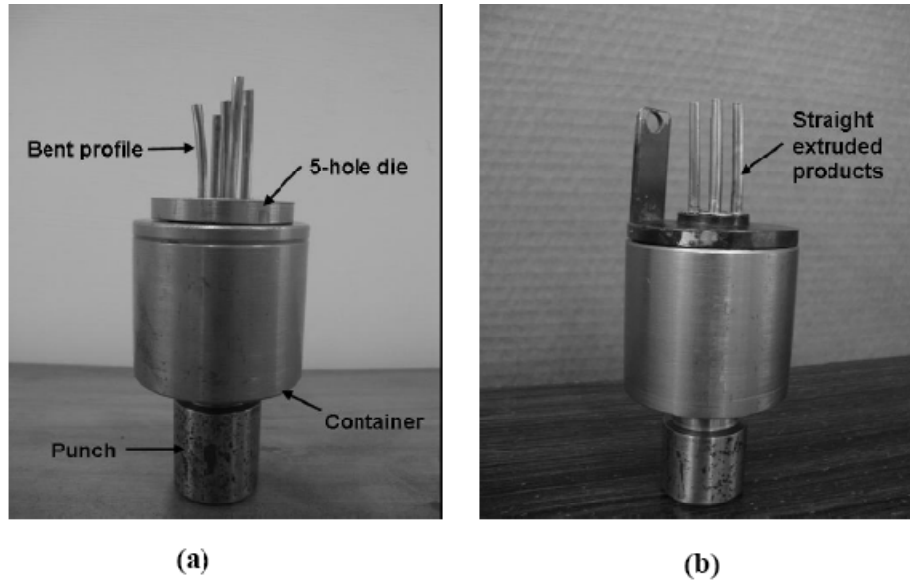 Bent profile
5-hole die
Container
Punch
(a)
Straight
extruded
products
(b)